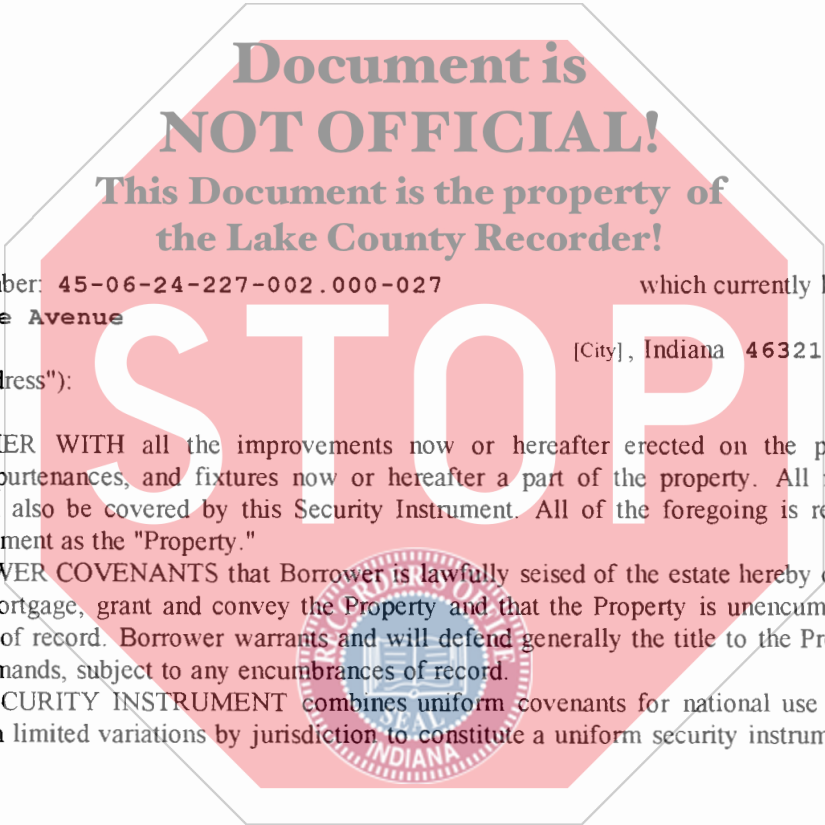 Document is
NOT OFFICIAL!
This Document is the property of
the Lake County Recorder!
ber: 45-06-24-227-002.000-027 which currently
e Avenue
[City], Indiana 46321
dress"):
STOP
ER WITH all the improvements now or hereafter erected on the p
purtenances, and fixtures now or hereafter a part of the property. All
also be covered by this Security Instrument. All of the foregoing is re
ment as the "Property."
WER COVENANTS that Borrower is lawfully seised of the estate hereby
ortgage, grant and convey the Property and that the Property is unencum
of record. Borrower warrants and will defend generally the title to the Pr
mands, subject to any encumbrances of record.
CURITY INSTRUMENT combines uniform covenants for national use
limited variations by jurisdiction to constitute a uniform security instrum
RECORDER'S OFFICE
SEAL
INDIANA